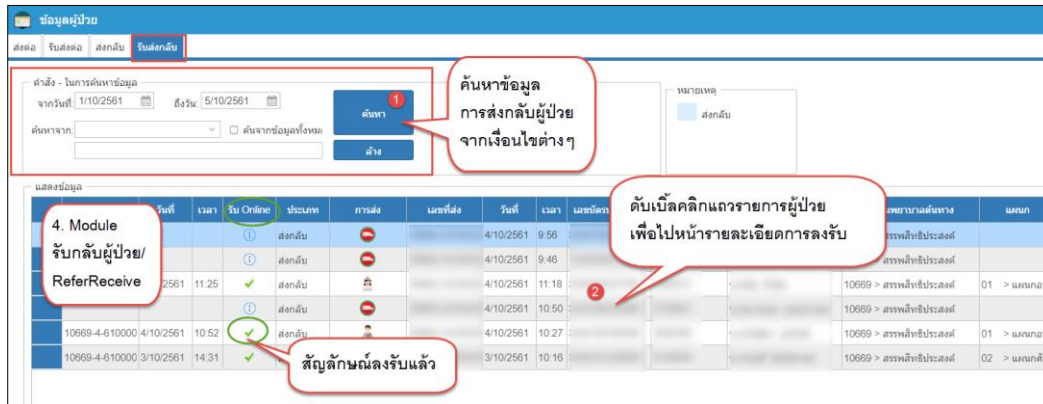 ข้อมูลผู้ป่วย
ส่งต่อ รับส่งต่อ ส่งกลับ รับส่งกลับ
คำสั่ง - ในการค้นหาข้อมูล
จากวันที่: 1/10/2561 ถึงวัน: 5/10/2561
ค้นหา
1
ค้นหาจาก:
ค้นจากข้อมูลทั้งหมด
ล้าง
ค้นหาข้อมูล
การส่งกลับผู้ป่วย
จากเงื่อนไขต่างๆ
หมายเหตุ
ส่งกลับ
แสดงข้อมูล
วันที่ เวลา รับ Online ประเภท การส่ง เลขที่ส่ง วันที่ เวลา แผนก
4. Module
รับกลับผู้ป่วย/
ReferReceive
ดับเบิ้ลคลิกแถวรายการผู้ป่วย
เพื่อไปหน้ารายละเอียดการลงรับ
2
ส่งกลับ 4/10/2561 9:56 สรรพสิทธิประสงค์
ส่งกลับ 4/10/2561 9:46 สรรพสิทธิประสงค์
2561 11:25 ส่งกลับ 4/10/2561 11:18 10669 > สรรพสิทธิประสงค์ 01 >
ส่งกลับ 4/10/2561 10:50 10669 > สรรพสิทธิประสงค์
10669-4-610000 4/10/2561 10:52 ส่งกลับ 4/10/2561 10:27 10669 > สรรพสิทธิประสงค์ 01 >
10669-4-610000 3/10/2561 14:31 3/10/2561 10:16 10669 > สรรพสิทธิประสงค์ 02 >
สัญลักษณ์ลงรับแล้ว